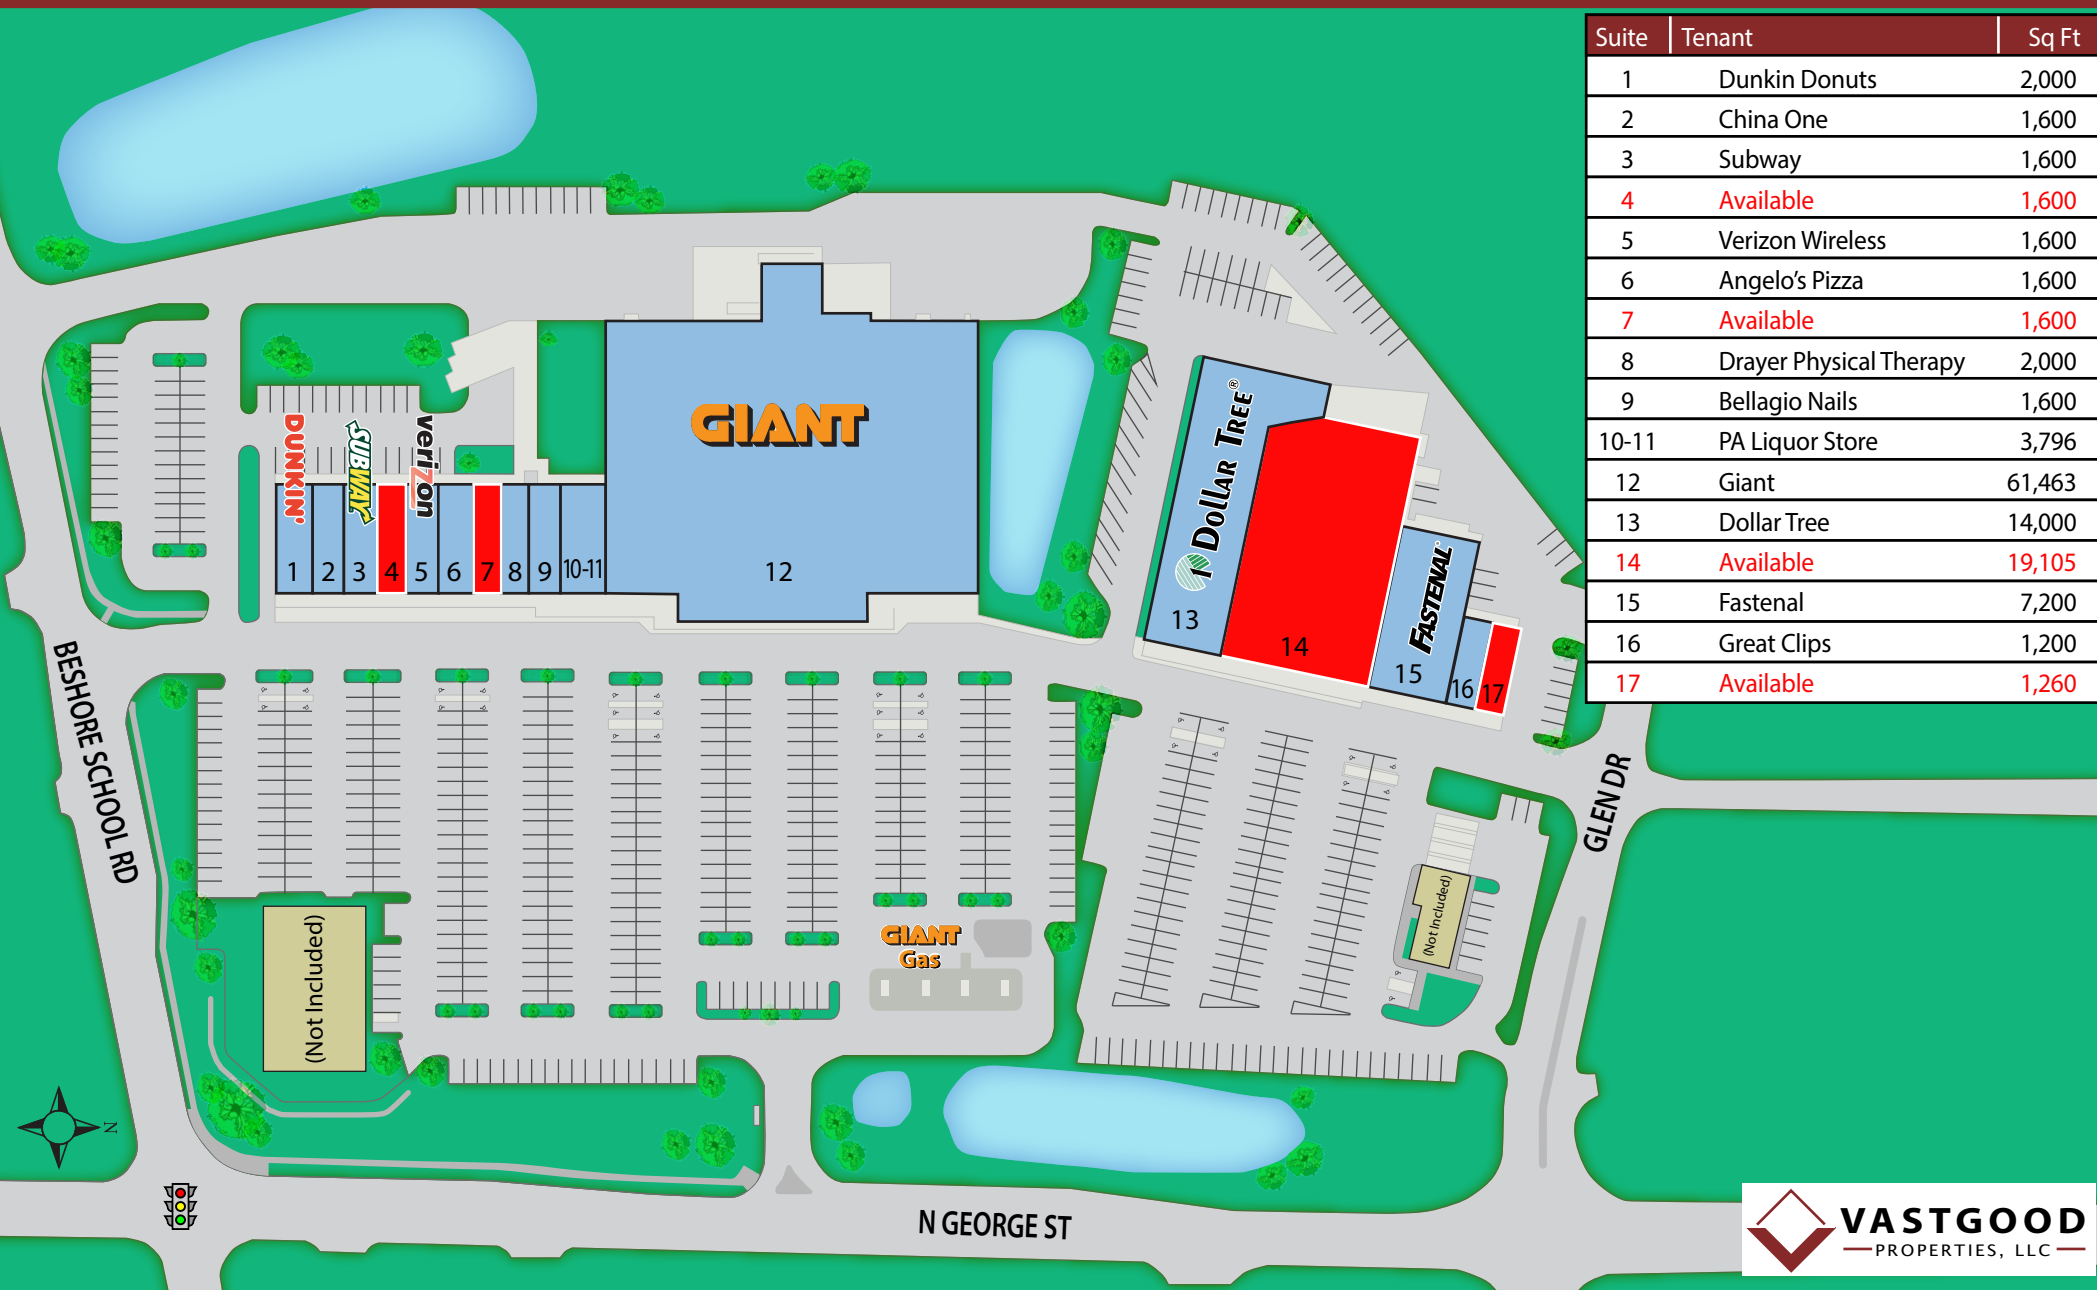 Suite Tenant Sq Ft
1 Dunkin Donuts 2,000
2 China One 1,600
3 Subway 1,600
4 Available 1,600
5 Verizon Wireless 1,600
6 Angelo's Pizza 1,600
7 Available 1,600
8 Drayer Physical Therapy 2,000
9 Bellagio Nails 1,600
10-11 PA Liquor Store 3,796
12 Giant 61,463
13 Dollar Tree 14,000
14 Available 19,105
15 Fastenal 7,200
16 Great Clips 1,200
17 Available 1,260
DUNKIN'
SUBWAY
verizon
GIANT
1 DOLLAR TREE®
FASTENAL
1 2 3 4 5 6 7 8 9 10-11 12
13 14 15 16 17
BESHORE SCHOOL RD
GLEN DR
(Not Included)
(Not Included)
GIANT
Gas
N
N GEORGE ST
VASTGOOD
PROPERTIES, LLC